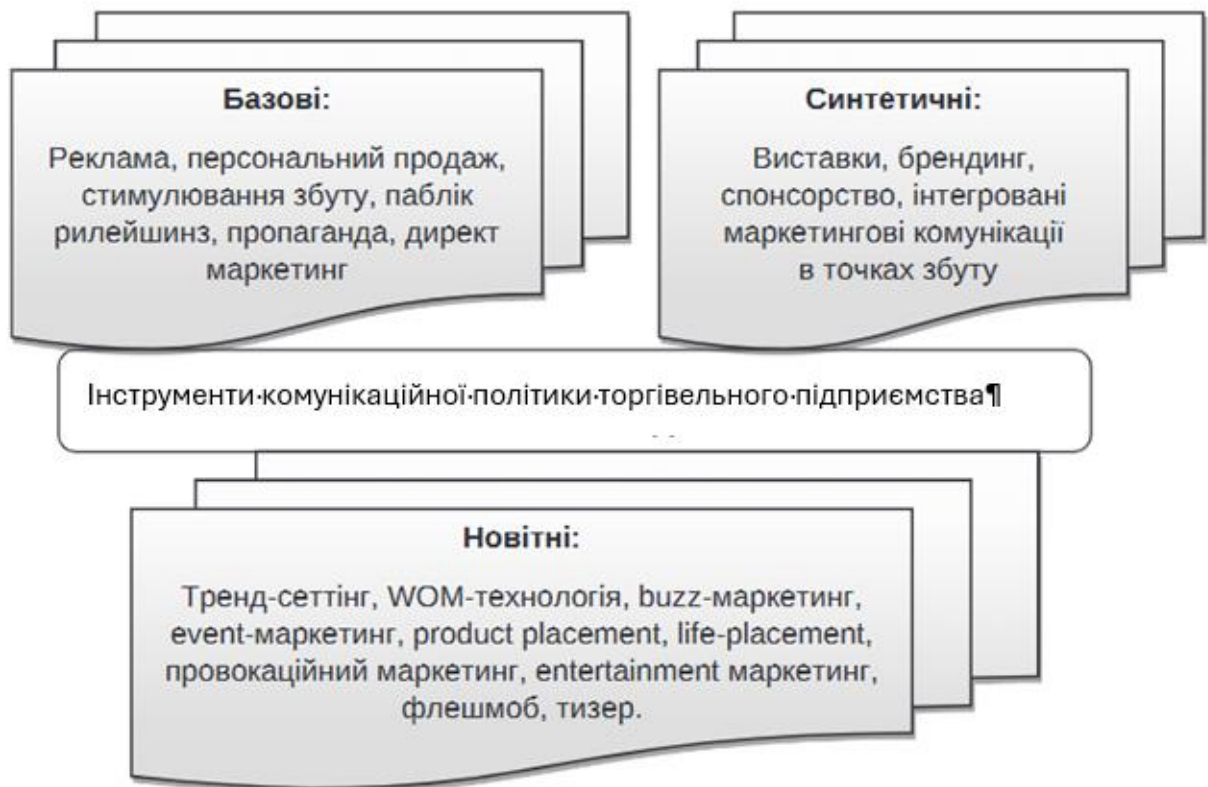 Базові:
Реклама, персональний продаж,
стимулювання збуту, паблік
рилейшинз, пропаганда, директ
маркетинг
Синтетичні:
Виставки, брендинг,
спонсорство, інтегровані
маркетингові комунікації
в точках збуту
Інструменти·комунікаційної·політики·торгівельного·підприємства¶
Новітні:
Тренд-сеттінг, WOM-технологія, buzz-маркетинг,
event-маркетинг, product placement, life-placement,
провокаційний маркетинг, entertainment маркетинг,
флешмоб, тизер.